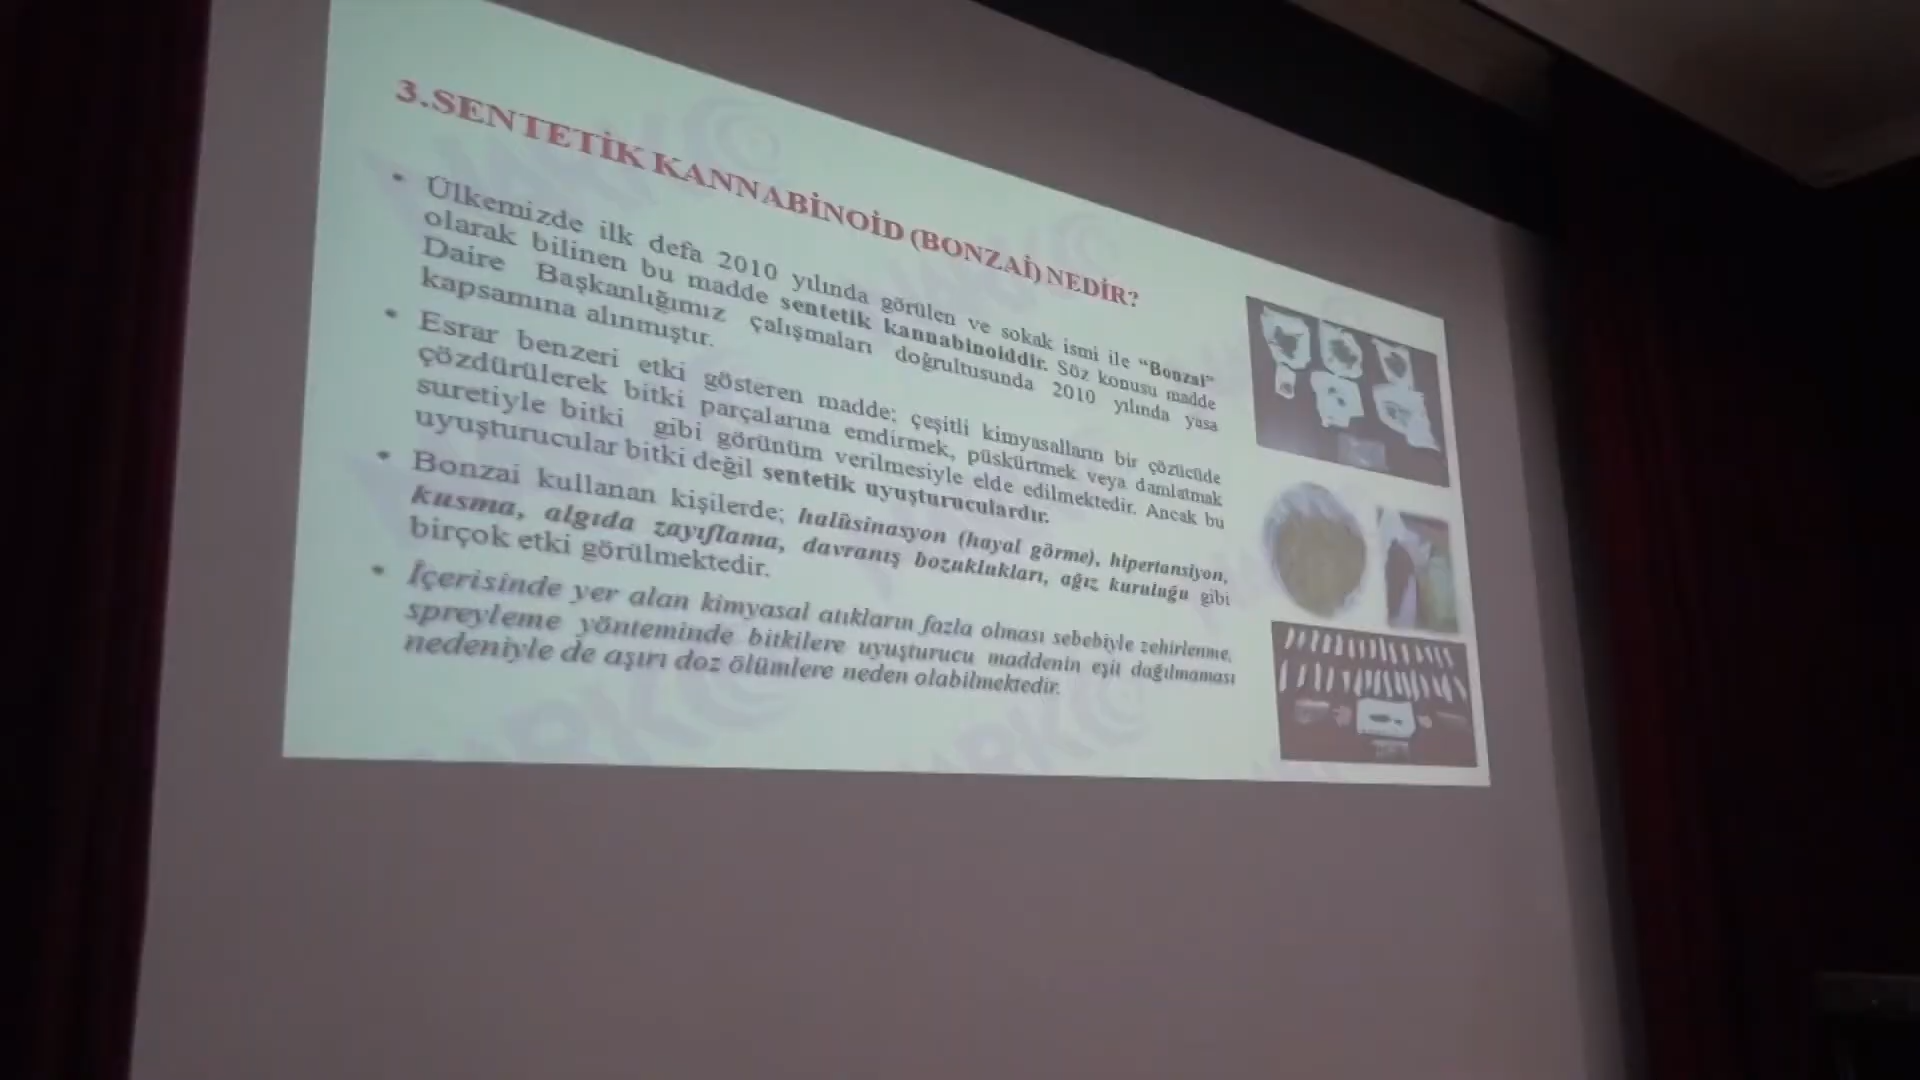 3.SENTETİK KANNABİNOİD (BONZAİ) NEDİR?
• Ülkemizde ilk defa 2010 yılında görülen ve sokak ismi ile “Bonzai”
olarak bilinen bu madde sentetik kannabinoiddir. Söz konusu madde
Daire Başkanlığımız çalışmaları doğrultusunda 2010 yılında yasa
kapsamına alınmıştır.
• Esrar benzeri etki gösteren madde; çeşitli kimyasalların bir çözücüde
çözdürülerek bitki parçalarına emdirmek, püskürtmek veya damlatmak
suretiyle bitki gibi görünüm verilmesiyle elde edilmektedir. Ancak bu
uyuşturucular bitki değil sentetik uyuşturuculardır.
• Bonzai kullanan kişilerde; halüsinasyon (hayal görme), hipertansiyon,
kusma, algıda zayıflama, davranış bozuklukları, ağız kuruluğu gibi
birçok etki görülmektedir.
• İçerisinde yer alan kimyasal atıkların fazla olması sebebiyle zehirlenme,
spreyleme yönteminde bitkilere uyuşturucu maddenin eşit dağılmaması
nedeniyle de aşırı doz ölümlere neden olabilmektedir.